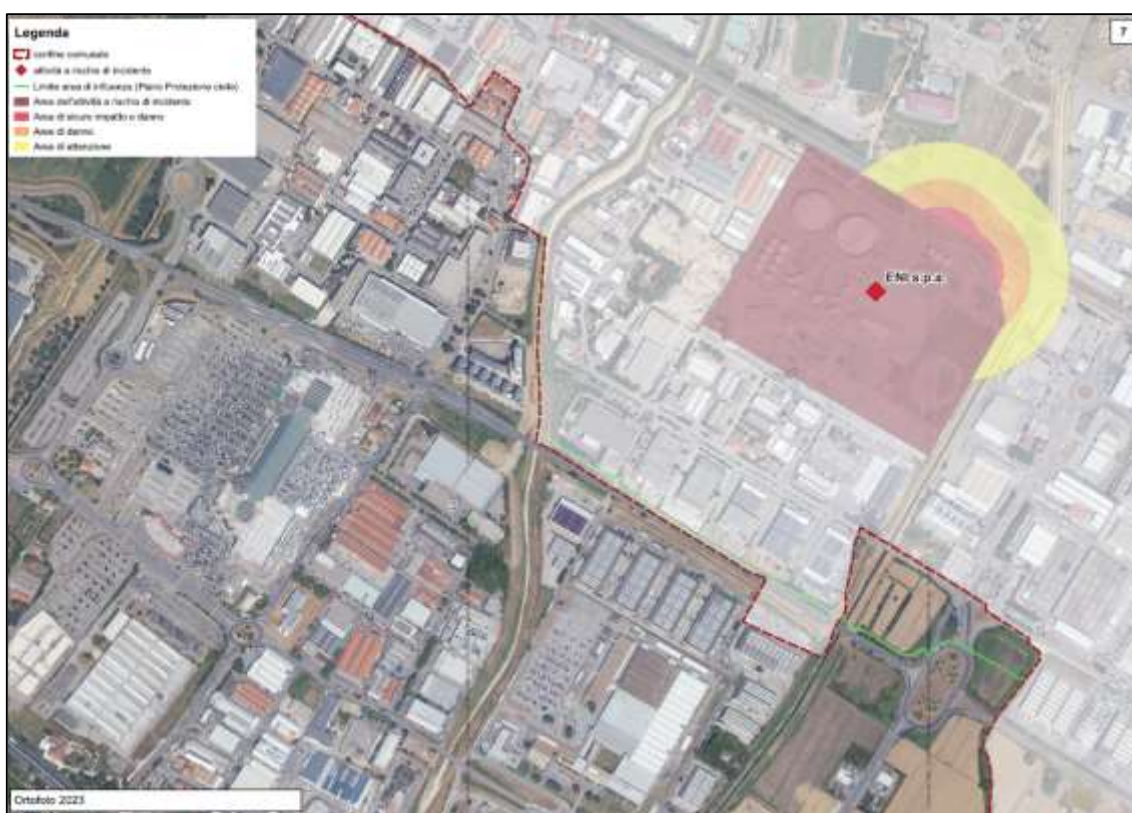 Legenda
7
confine comunale
attività a rischio di incidente
Limite area di influenza (Piano Protezione civile)
Area dell'attività a rischio di incidente
Area di sicuro impatto e danno
Area di danno
Area di attenzione
ENI s.p.a.
Ortofoto 2023